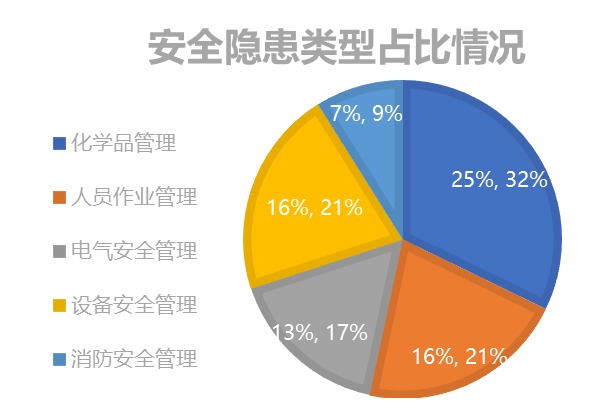 安全隐患类型占比情况
化学品管理
人员作业管理
电气安全管理
设备安全管理
消防安全管理
7%, 9%
25%, 32%
16%, 21%
13%, 17%
16%, 21%